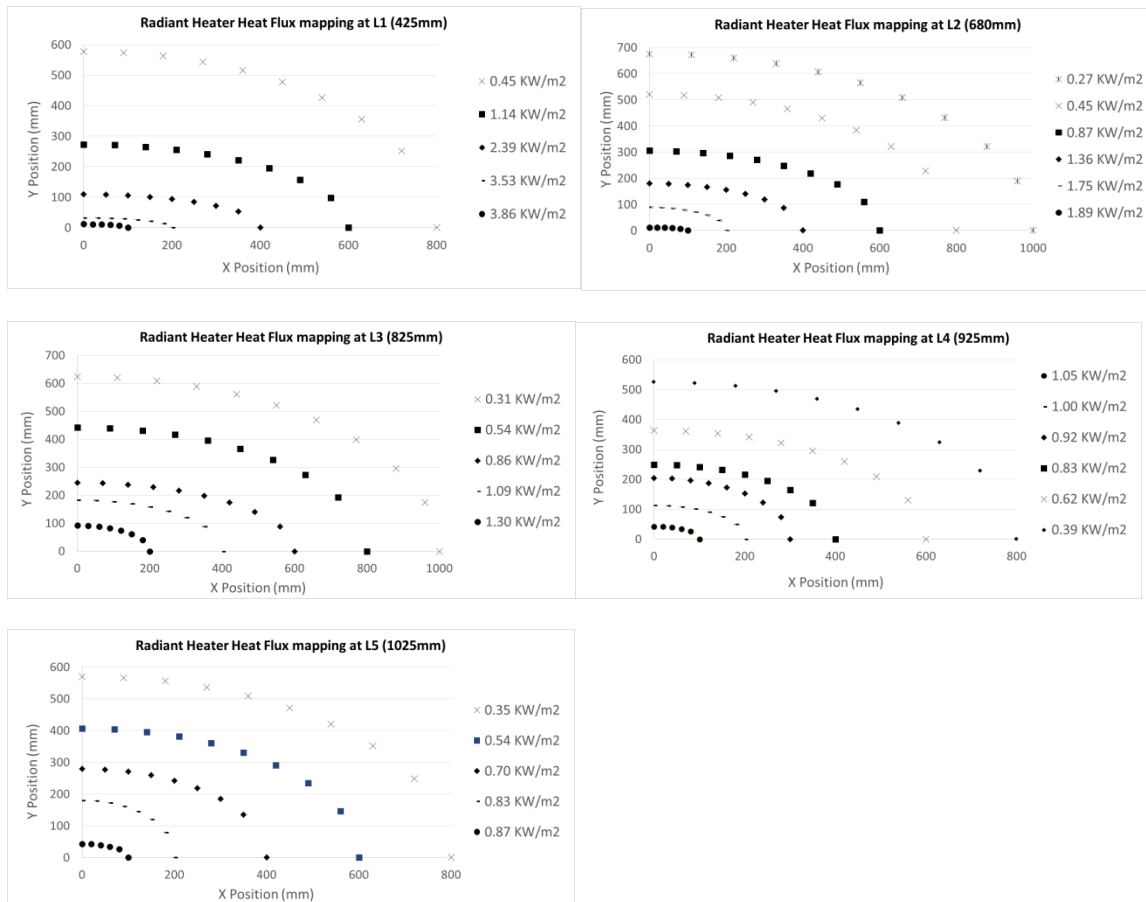 Radiant Heater Heat Flux mapping at L1 (425mm)
600
500
400
300
200
100
0
0 200 400 600 800
X Position (mm)
Y Position (mm)
0.45 KW/m2
1.14 KW/m2
2.39 KW/m2
3.53 KW/m2
3.86 KW/m2
Radiant Heater Heat Flux mapping at L2 (680mm)
700
600
500
400
300
200
100
0
0 200 400 600 800 1000
X Position (mm)
Y Position (mm)
0.27 KW/m2
0.45 KW/m2
0.87 KW/m2
1.36 KW/m2
1.75 KW/m2
1.89 KW/m2
Radiant Heater Heat Flux mapping at L3 (825mm)
700
600
500
400
300
200
100
0
0 200 400 600 800 1000
X Position (mm)
Y Position (mm)
0.31 KW/m2
0.54 KW/m2
0.86 KW/m2
1.09 KW/m2
1.30 KW/m2
Radiant Heater Heat Flux mapping at L4 (925mm)
600
500
400
300
200
100
0
0 200 400 600 800
X Position (mm)
Y Position (mm)
1.05 KW/m2
1.00 KW/m2
0.92 KW/m2
0.83 KW/m2
0.62 KW/m2
0.39 KW/m2
Radiant Heater Heat Flux mapping at L5 (1025mm)
600
500
400
300
200
100
0
0 200 400 600 800
X Position (mm)
Y Position (mm)
0.35 KW/m2
0.54 KW/m2
0.70 KW/m2
0.83 KW/m2
0.87 KW/m2